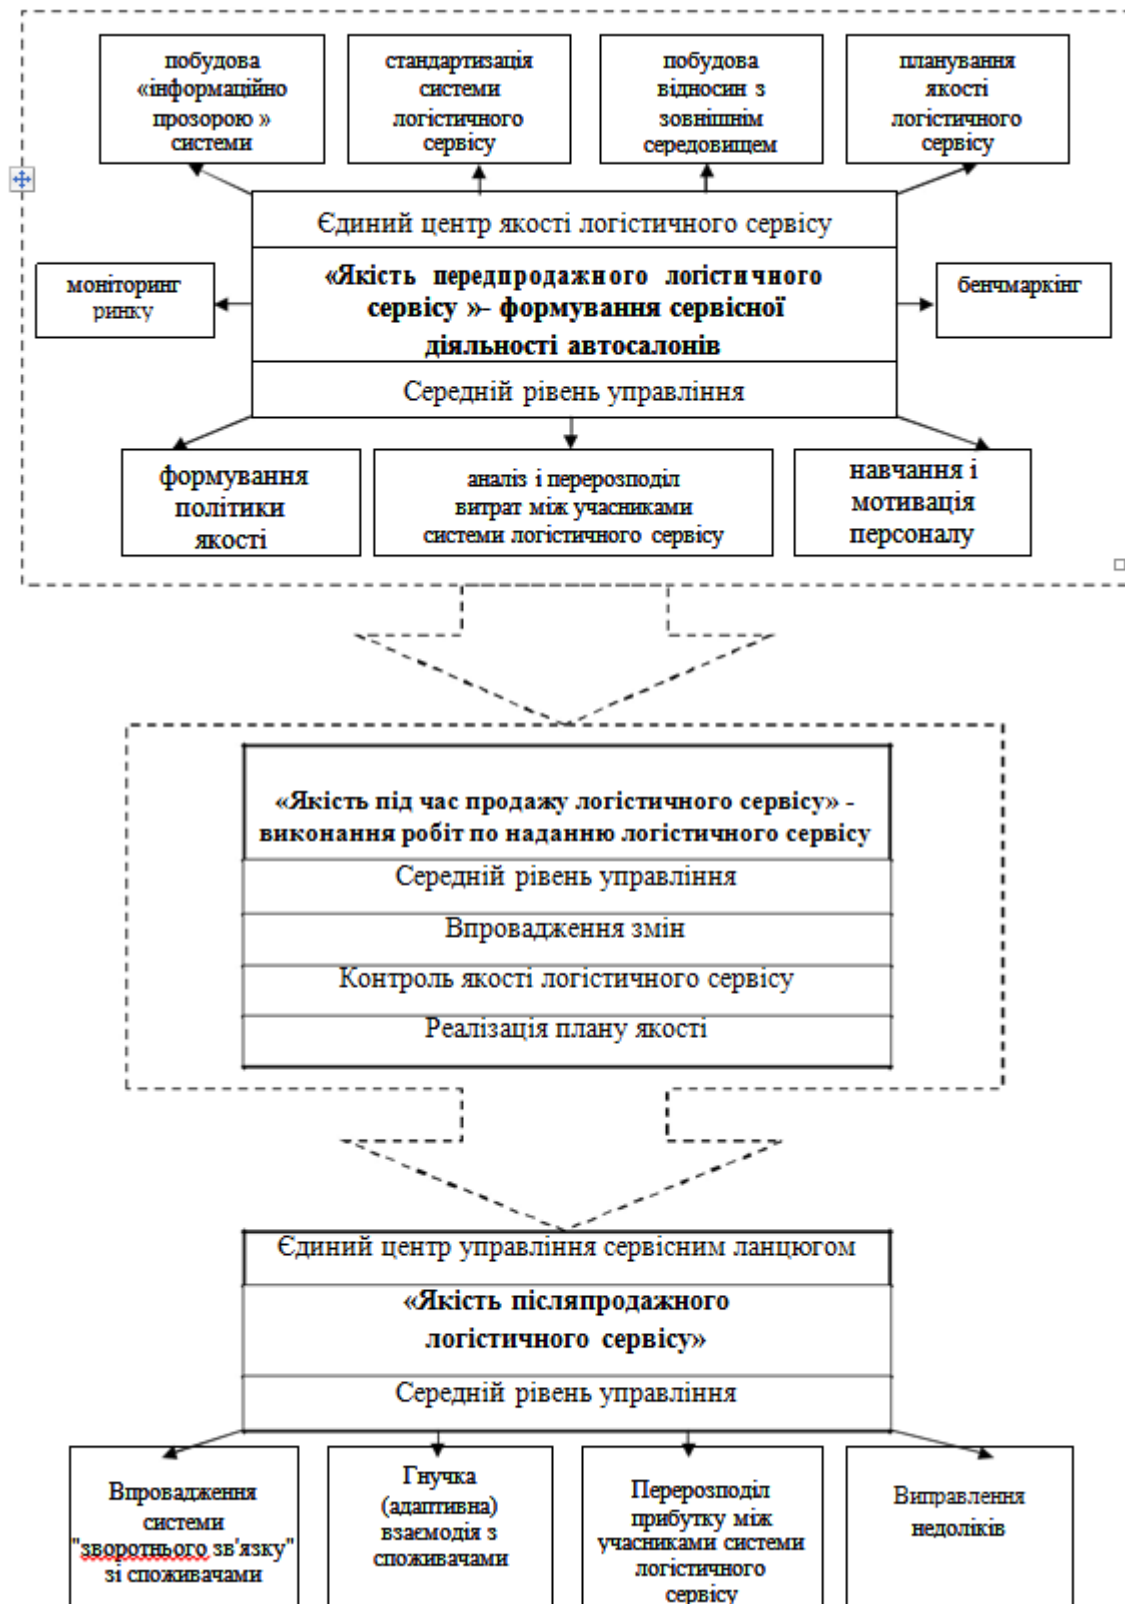 побудова
«інформаційно
прозорою »
системи
стандартизація
системи
логістичного
сервісу
побудова
відносин з
зовнішнім
середовищем
планування
якості
логістичного
сервісу
Єдиний центр якості логістичного сервісу
моніторинг
ринку
«Якість передпродажного логістичного
сервісу »- формування сервісної
діяльності автосалонів
бенчмаркінг
Середній рівень управління
формування
політики
якості
аналіз і перерозподіл
витрат між учасниками
системи логістичного сервісу
навчання і
мотивація
персоналу
«Якість під час продажу логістичного сервісу» -
виконання робіт по наданню логістичного сервісу
Середній рівень управління
Впровадження змін
Контроль якості логістичного сервісу
Реалізація плану якості
Єдиний центр управління сервісним ланцюгом
«Якість післяпродажного
логістичного сервісу»
Середній рівень управління
Впровадження
системи
"зворотнього зв'язку"
зі споживачами
Гнучка
(адаптивна)
взаємодія з
споживачами
Перерозподіл
прибутку між
учасниками системи
логістичного
сервісу
Виправлення
недоліків